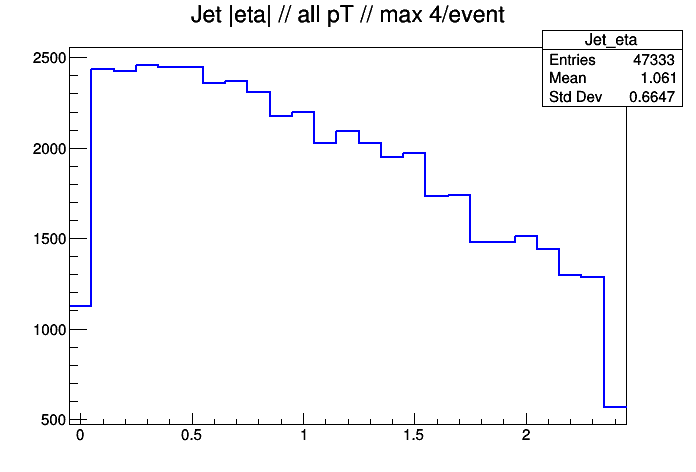 Jet |eta| // all pT // max 4/event
Jet_eta
Entries 47333
Mean 1.061
Std Dev 0.6647
2500
2000
1500
1000
500
0 0.5 1 1.5 2